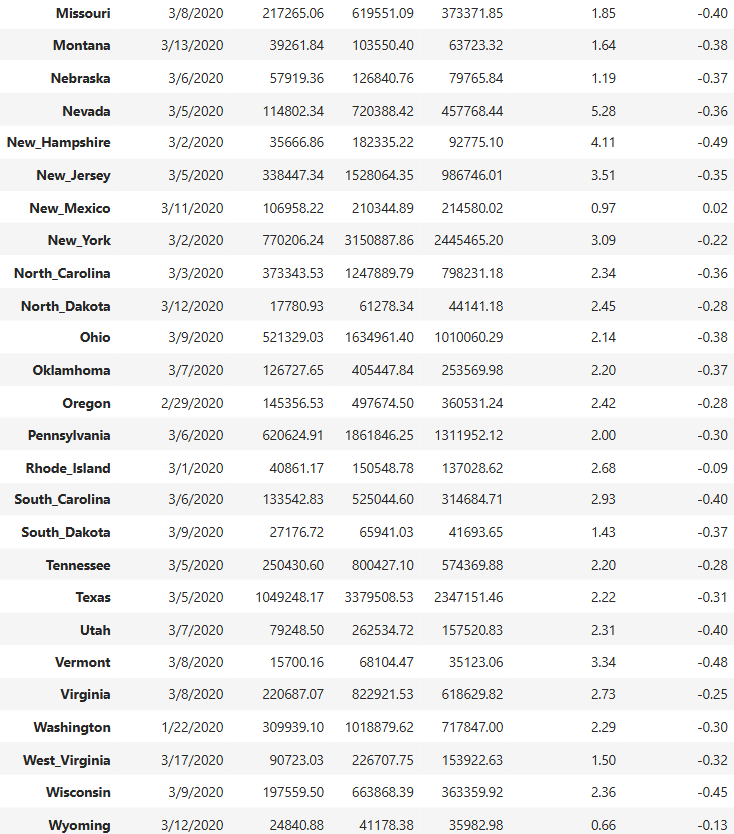 Missouri 3/8/2020 217265.06 619551.09 373371.85 1.85 -0.40
Montana 3/13/2020 39261.84 103550.40 63723.32 1.64 -0.38
Nebraska 3/6/2020 57919.36 126840.76 79765.84 1.19 -0.37
Nevada 3/5/2020 114802.34 720388.42 457768.44 5.28 -0.36
New_Hampshire 3/2/2020 35666.86 182335.22 92775.10 4.11 -0.49
New_Jersey 3/5/2020 338447.34 1528064.35 986746.01 3.51 -0.35
New_Mexico 3/11/2020 106958.22 210344.89 214580.02 0.97 0.02
New_York 3/2/2020 770206.24 3150887.86 2445465.20 3.09 -0.22
North_Carolina 3/3/2020 373343.53 1247889.79 798231.18 2.34 -0.36
North_Dakota 3/12/2020 17780.93 61278.34 44141.18 2.45 -0.28
Ohio 3/9/2020 521329.03 1634961.40 1010060.29 2.14 -0.38
Oklamhoma 3/7/2020 126727.65 405447.84 253569.98 2.20 -0.37
Oregon 2/29/2020 145356.53 497674.50 360531.24 2.42 -0.28
Pennsylvania 3/6/2020 620624.91 1861846.25 1311952.12 2.00 -0.30
Rhode_Island 3/1/2020 40861.17 150548.78 137028.62 2.68 -0.09
South_Carolina 3/6/2020 133542.83 525044.60 314684.71 2.93 -0.40
South_Dakota 3/9/2020 27176.72 65941.03 41693.65 1.43 -0.37
Tennessee 3/5/2020 250430.60 800427.10 574369.88 2.20 -0.28
Texas 3/5/2020 1049248.17 3379508.53 2347151.46 2.22 -0.31
Utah 3/7/2020 79248.50 262534.72 157520.83 2.31 -0.40
Vermont 3/8/2020 15700.16 68104.47 35123.06 3.34 -0.48
Virginia 3/8/2020 220687.07 822921.53 618629.82 2.73 -0.25
Washington 1/22/2020 309939.10 1018879.62 717847.00 2.29 -0.30
West_Virginia 3/17/2020 90723.03 226707.75 153922.63 1.50 -0.32
Wisconsin 3/9/2020 197559.50 663868.39 363359.92 2.36 -0.45
Wyoming 3/12/2020 24840.88 41178.38 35982.98 0.66 -0.13